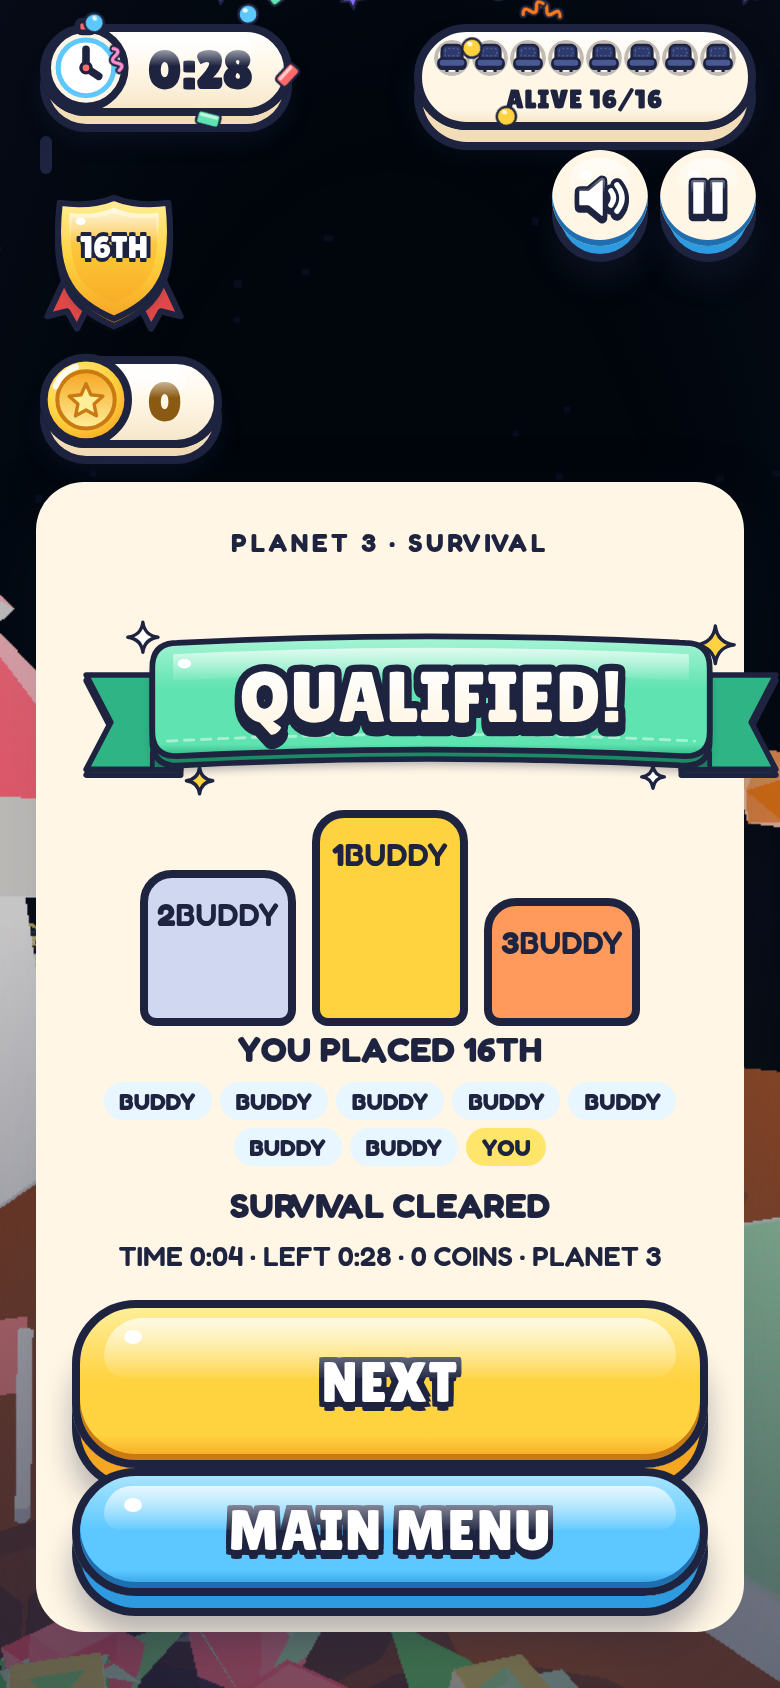 0:28
ALIVE 16/16
16TH
0
PLANET 3 · SURVIVAL
QUALIFIED!
1BUDDY
2BUDDY
3BUDDY
YOU PLACED 16TH
BUDDY BUDDY BUDDY BUDDY BUDDY
BUDDY BUDDY YOU
SURVIVAL CLEARED
TIME 0:04 · LEFT 0:28 · 0 COINS · PLANET 3
NEXT
MAIN MENU